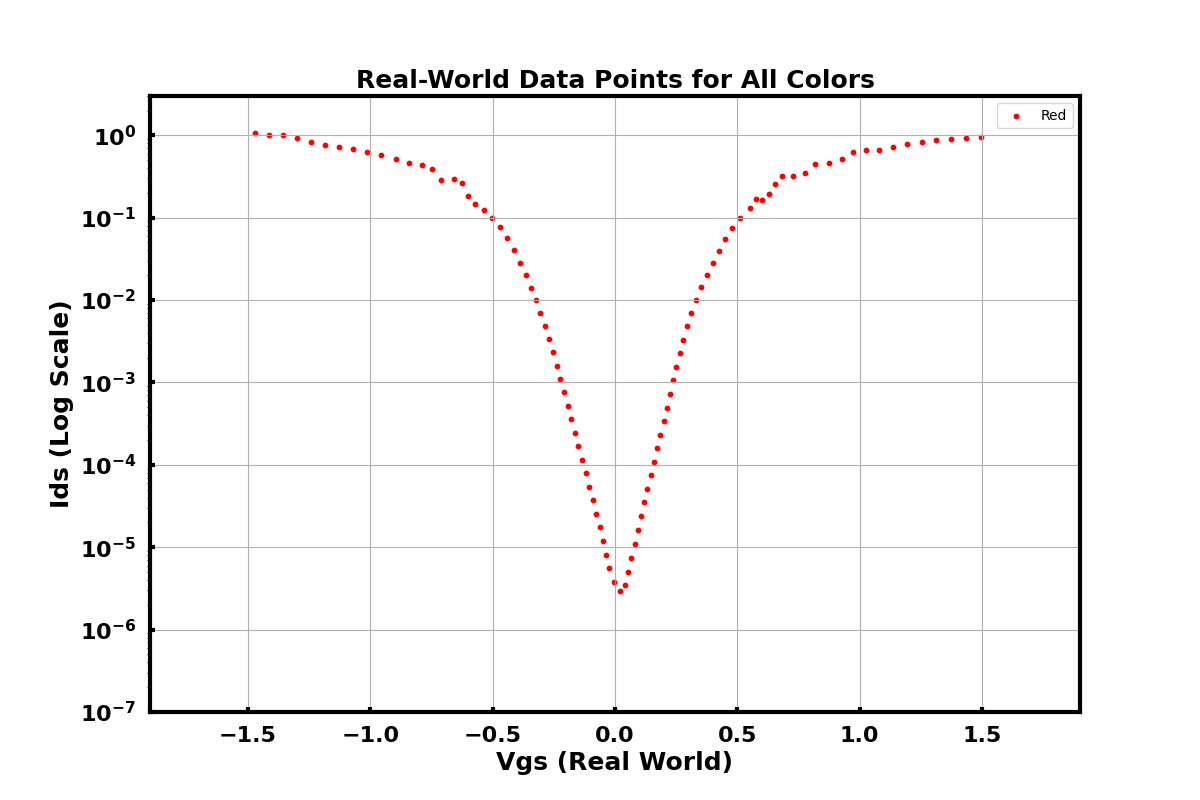 Real-World Data Points for All Colors
Red
10⁰
10⁻¹
10⁻²
10⁻³
10⁻⁴
10⁻⁵
10⁻⁶
10⁻⁷
Ids (Log Scale)
−1.5 −1.0 −0.5 0.0 0.5 1.0 1.5
Vgs (Real World)